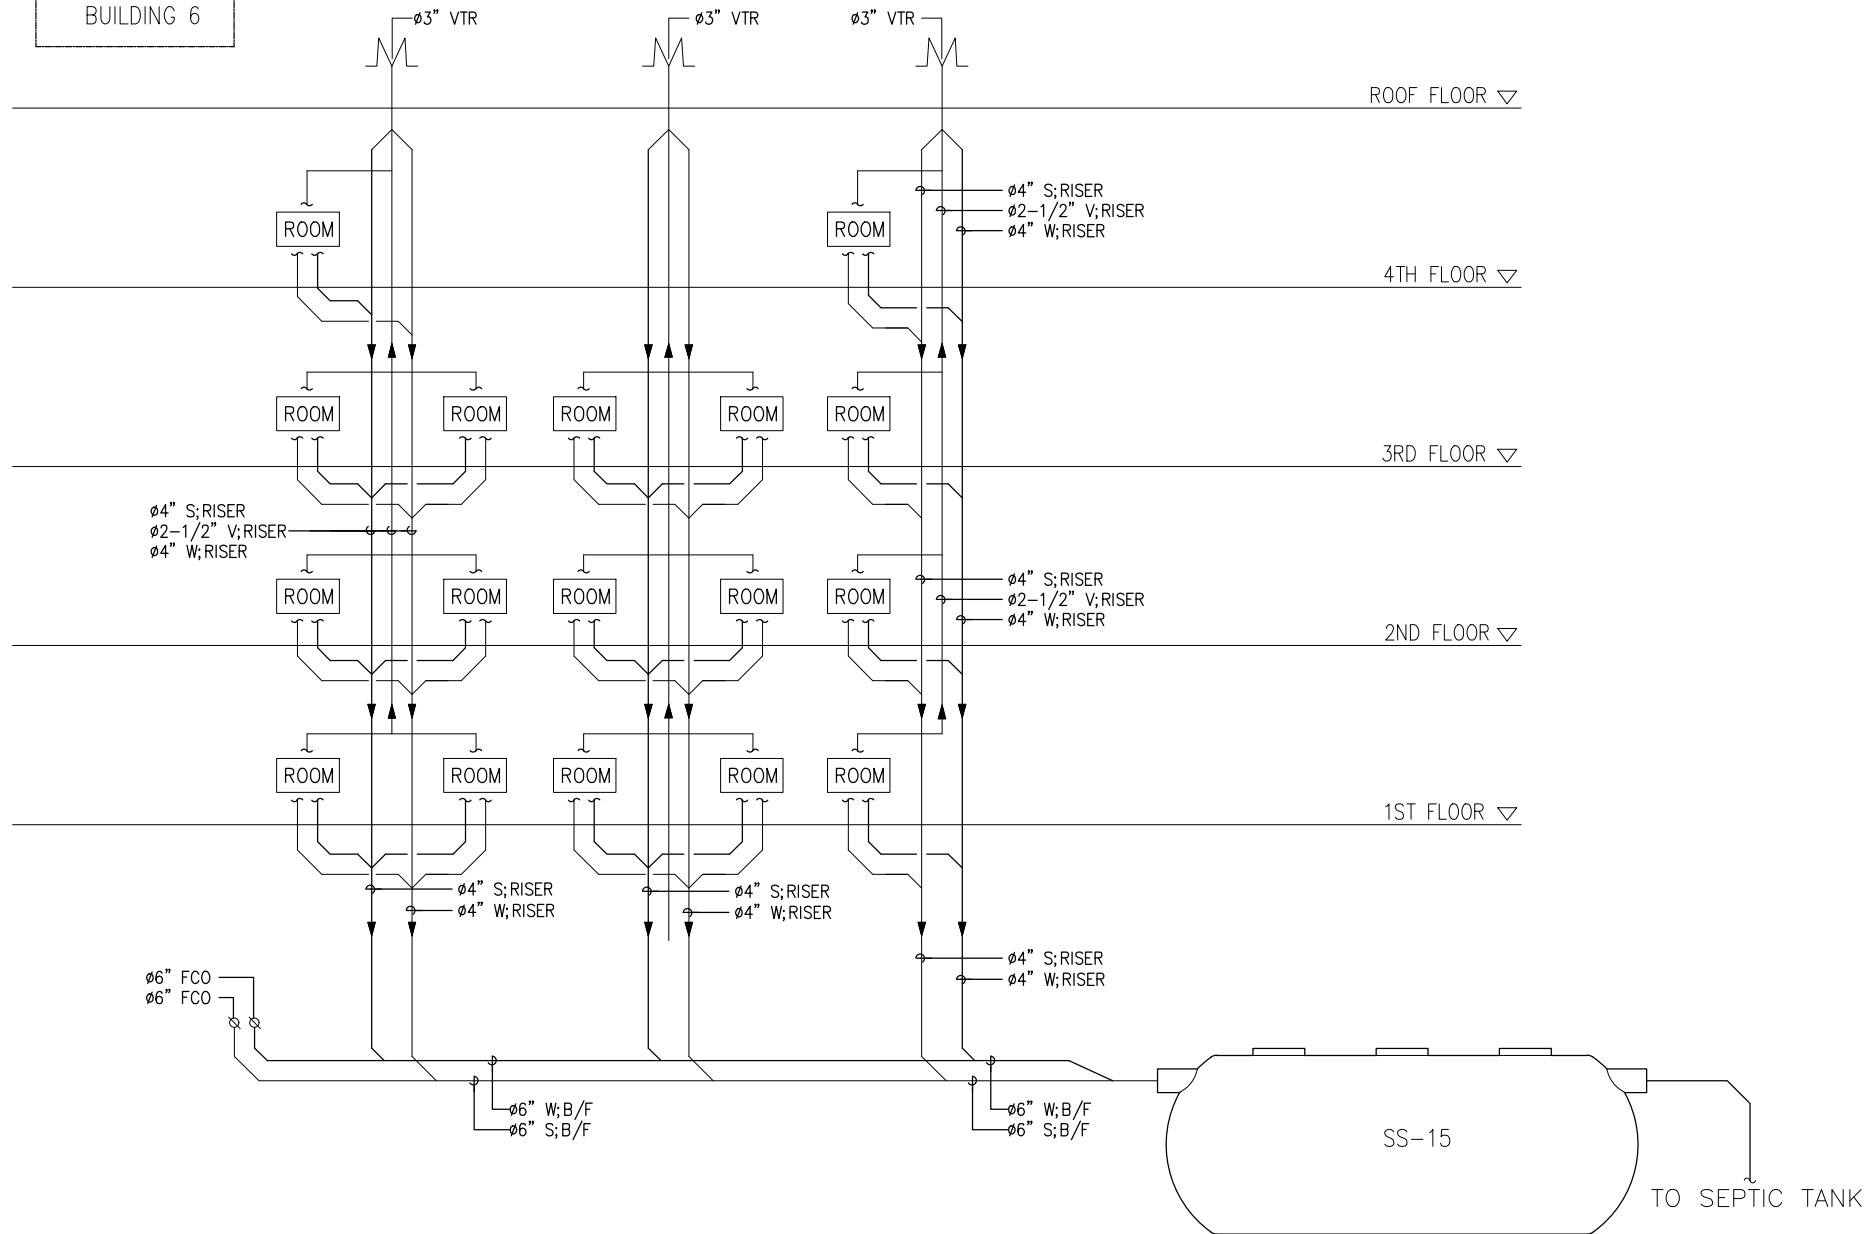 BUILDING 6
ø3" VTR
ø3" VTR
ø3" VTR
ROOF FLOOR
ø4" S;RISER
ø2-1/2" V;RISER
ø4" W;RISER
ROOM
ROOM
4TH FLOOR
ROOM
ROOM
ROOM
ROOM
ROOM
3RD FLOOR
ø4" S;RISER
ø2-1/2" V;RISER
ø4" W;RISER
ø4" S;RISER
ø2-1/2" V;RISER
ø4" W;RISER
ROOM
ROOM
ROOM
ROOM
ROOM
2ND FLOOR
ROOM
ROOM
ROOM
ROOM
ROOM
1ST FLOOR
ø4" S;RISER
ø4" W;RISER
ø4" S;RISER
ø4" W;RISER
ø4" S;RISER
ø4" W;RISER
ø6" FCO
ø6" FCO
ø6" W;B/F
ø6" S;B/F
ø6" W;B/F
ø6" S;B/F
SS-15
TO SEPTIC TANK